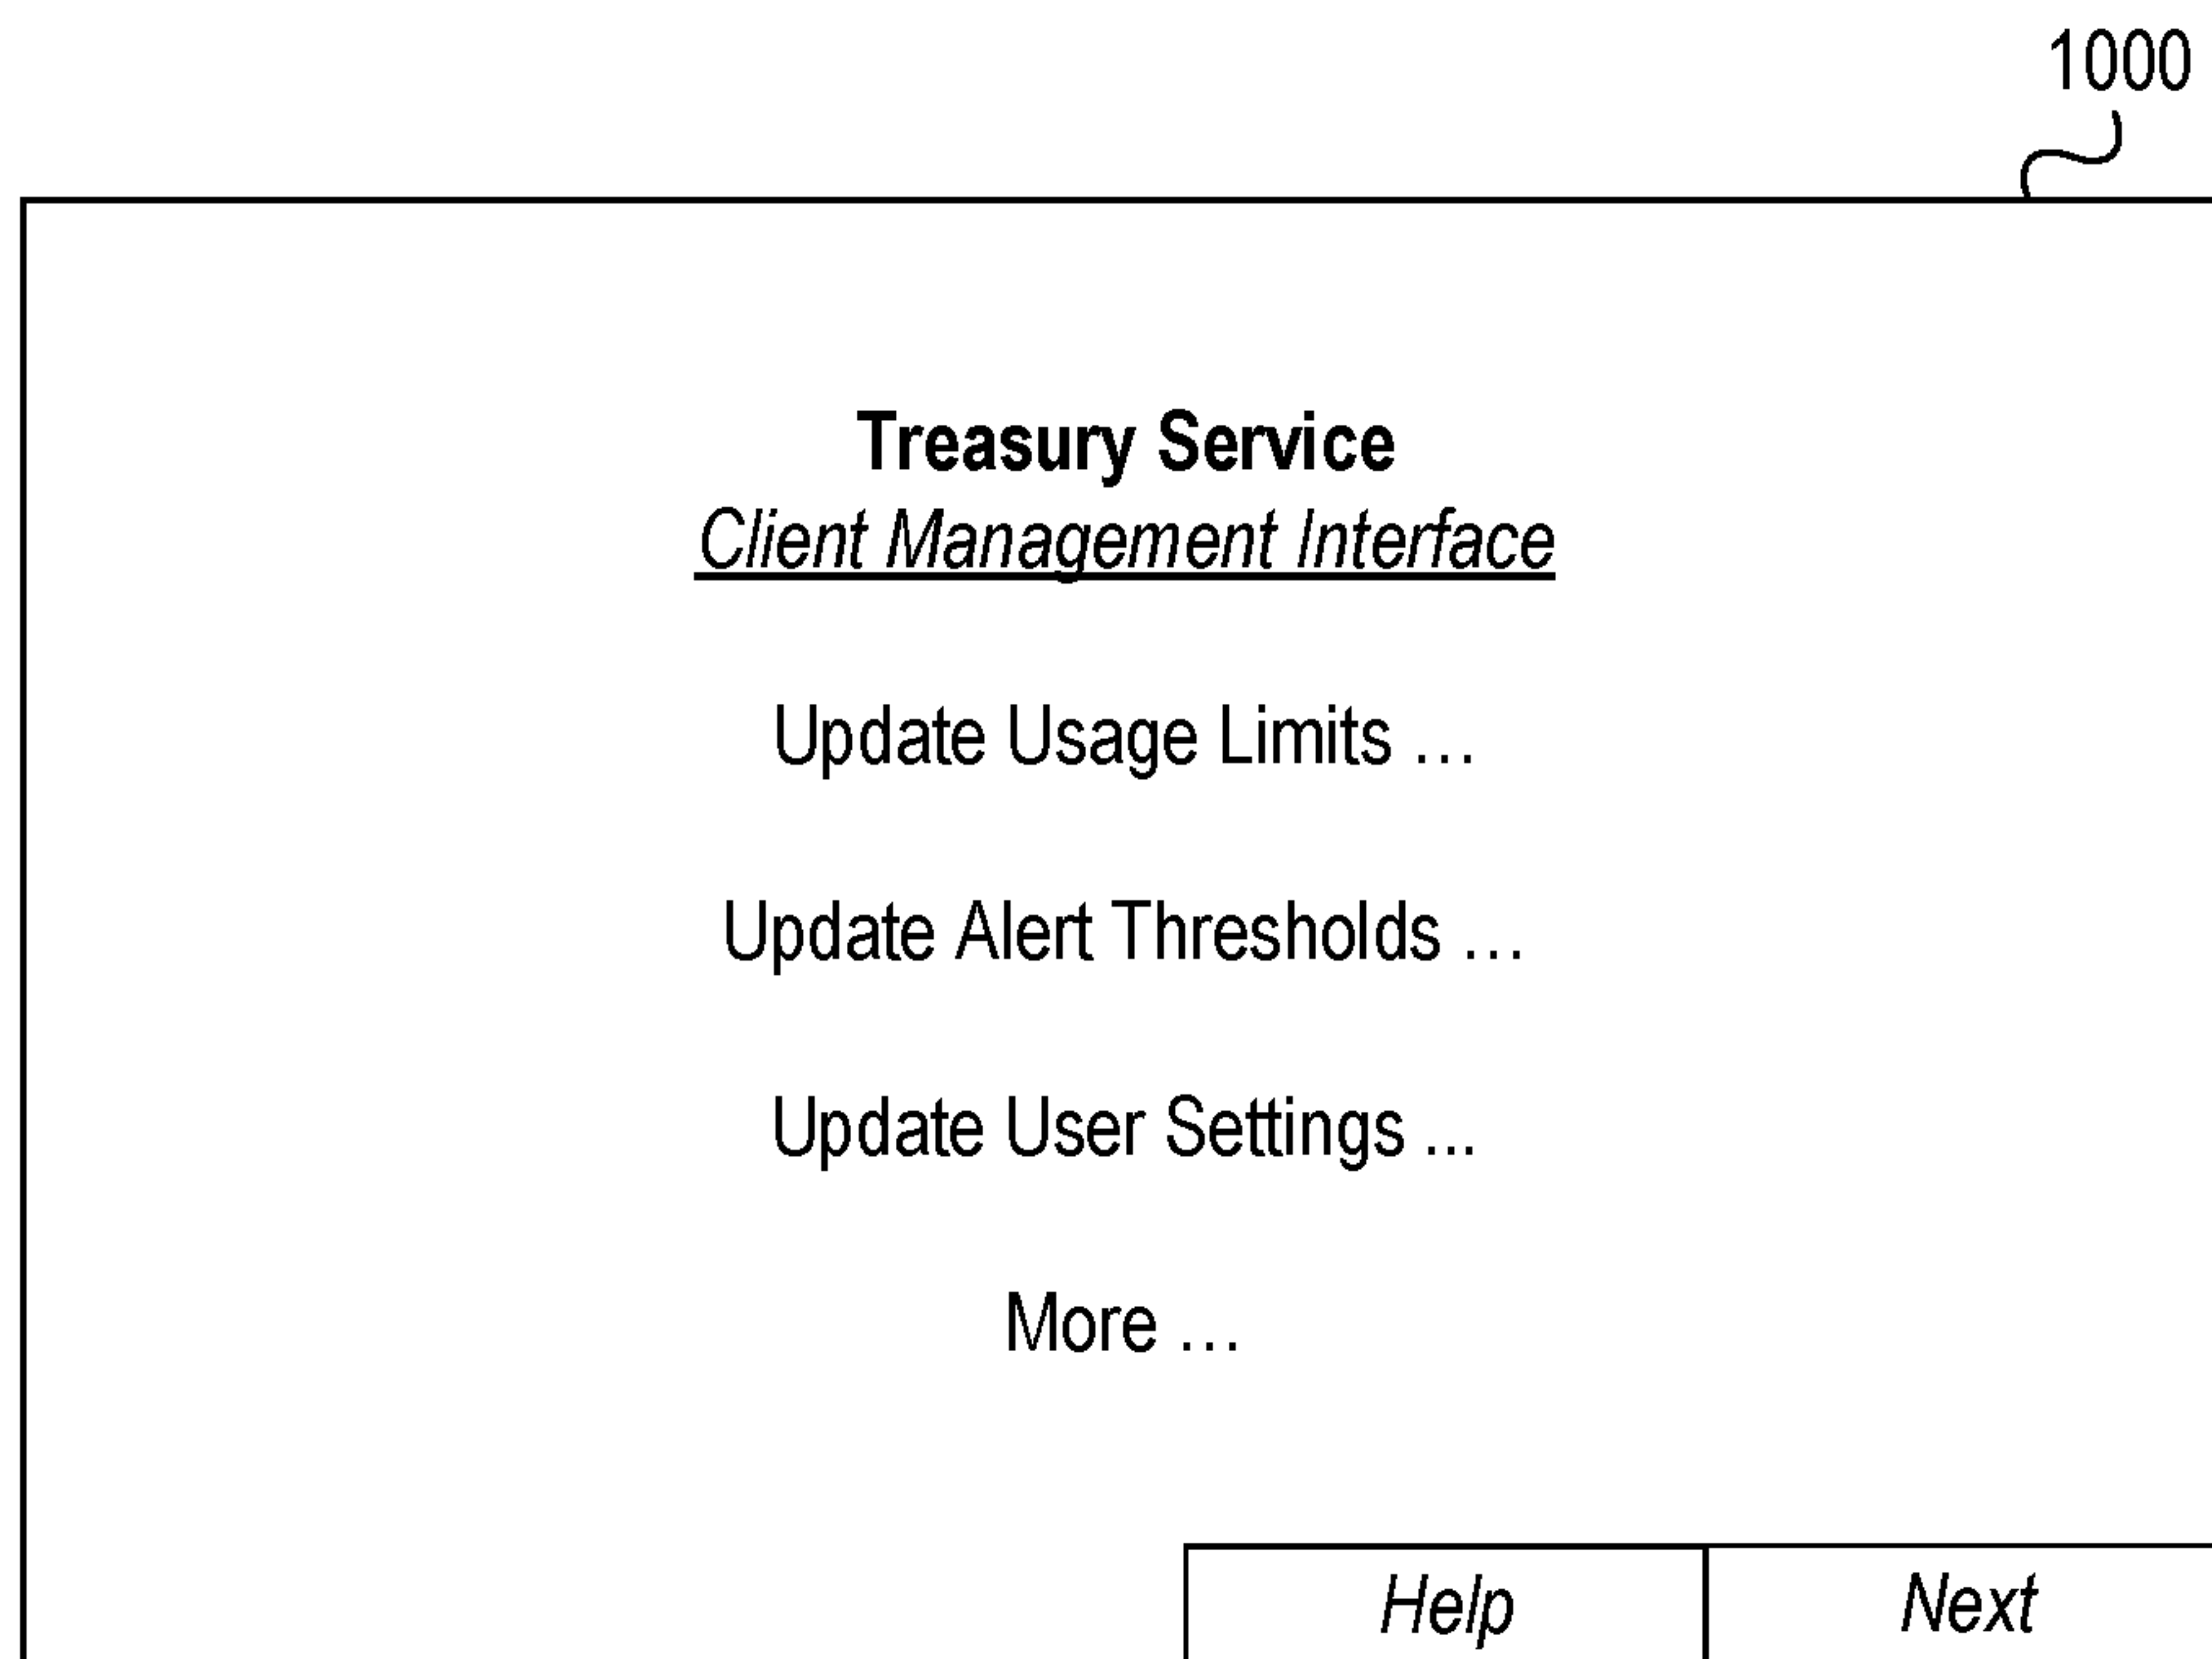 1000
Treasury Service
Client Management Interface
Update Usage Limits ...
Update Alert Thresholds ...
Update User Settings ...
More ...
Help
Next